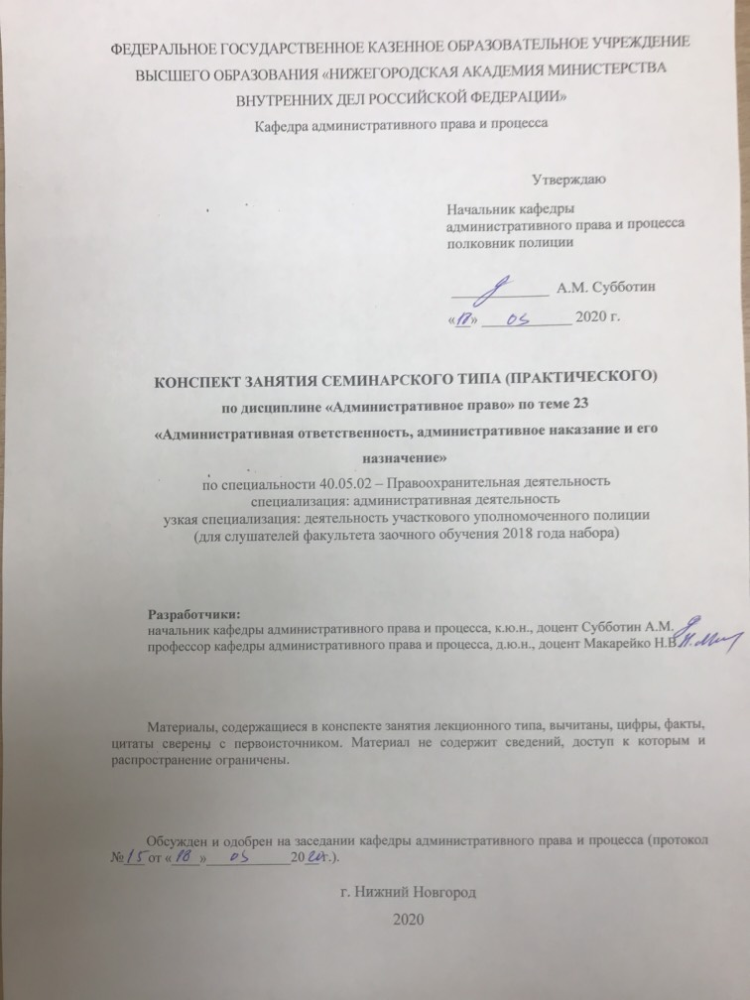 ФЕДЕРАЛЬНОЕ ГОСУДАРСТВЕННОЕ КАЗЕННОЕ ОБРАЗОВАТЕЛЬНОЕ УЧРЕЖДЕНИЕ
ВЫСШЕГО ОБРАЗОВАНИЯ «НИЖЕГОРОДСКАЯ АКАДЕМИЯ МИНИСТЕРСТВА
ВНУТРЕННИХ ДЕЛ РОССИЙСКОЙ ФЕДЕРАЦИИ»
Кафедра административного права и процесса
Утверждаю
Начальник кафедры
административного права и процесса
полковник полиции
А.М. Субботин
«18» 03 2020 г.
КОНСПЕКТ ЗАНЯТИЯ СЕМИНАРСКОГО ТИПА (ПРАКТИЧЕСКОГО)
по дисциплине «Административное право» по теме 23
«Административная ответственность, административное наказание и его
назначение»
по специальности 40.05.02 – Правоохранительная деятельность
специализация: административная деятельность
узкая специализация: деятельность участкового уполномоченного полиции
(для слушателей факультета заочного обучения 2018 года набора)
Разработчики:
начальник кафедры административного права и процесса, к.ю.н., доцент Субботин А.М.
профессор кафедры административного права и процесса, д.ю.н., доцент Макарейко Н.В.
Материалы, содержащиеся в конспекте занятия лекционного типа, вычитаны, цифры, факты,
цитаты сверены с первоисточником. Материал не содержит сведений, доступ к которым и
распространение ограничены.
Обсужден и одобрен на заседании кафедры административного права и процесса (протокол
№15 от «18» 03 2020г.).
г. Нижний Новгород
2020